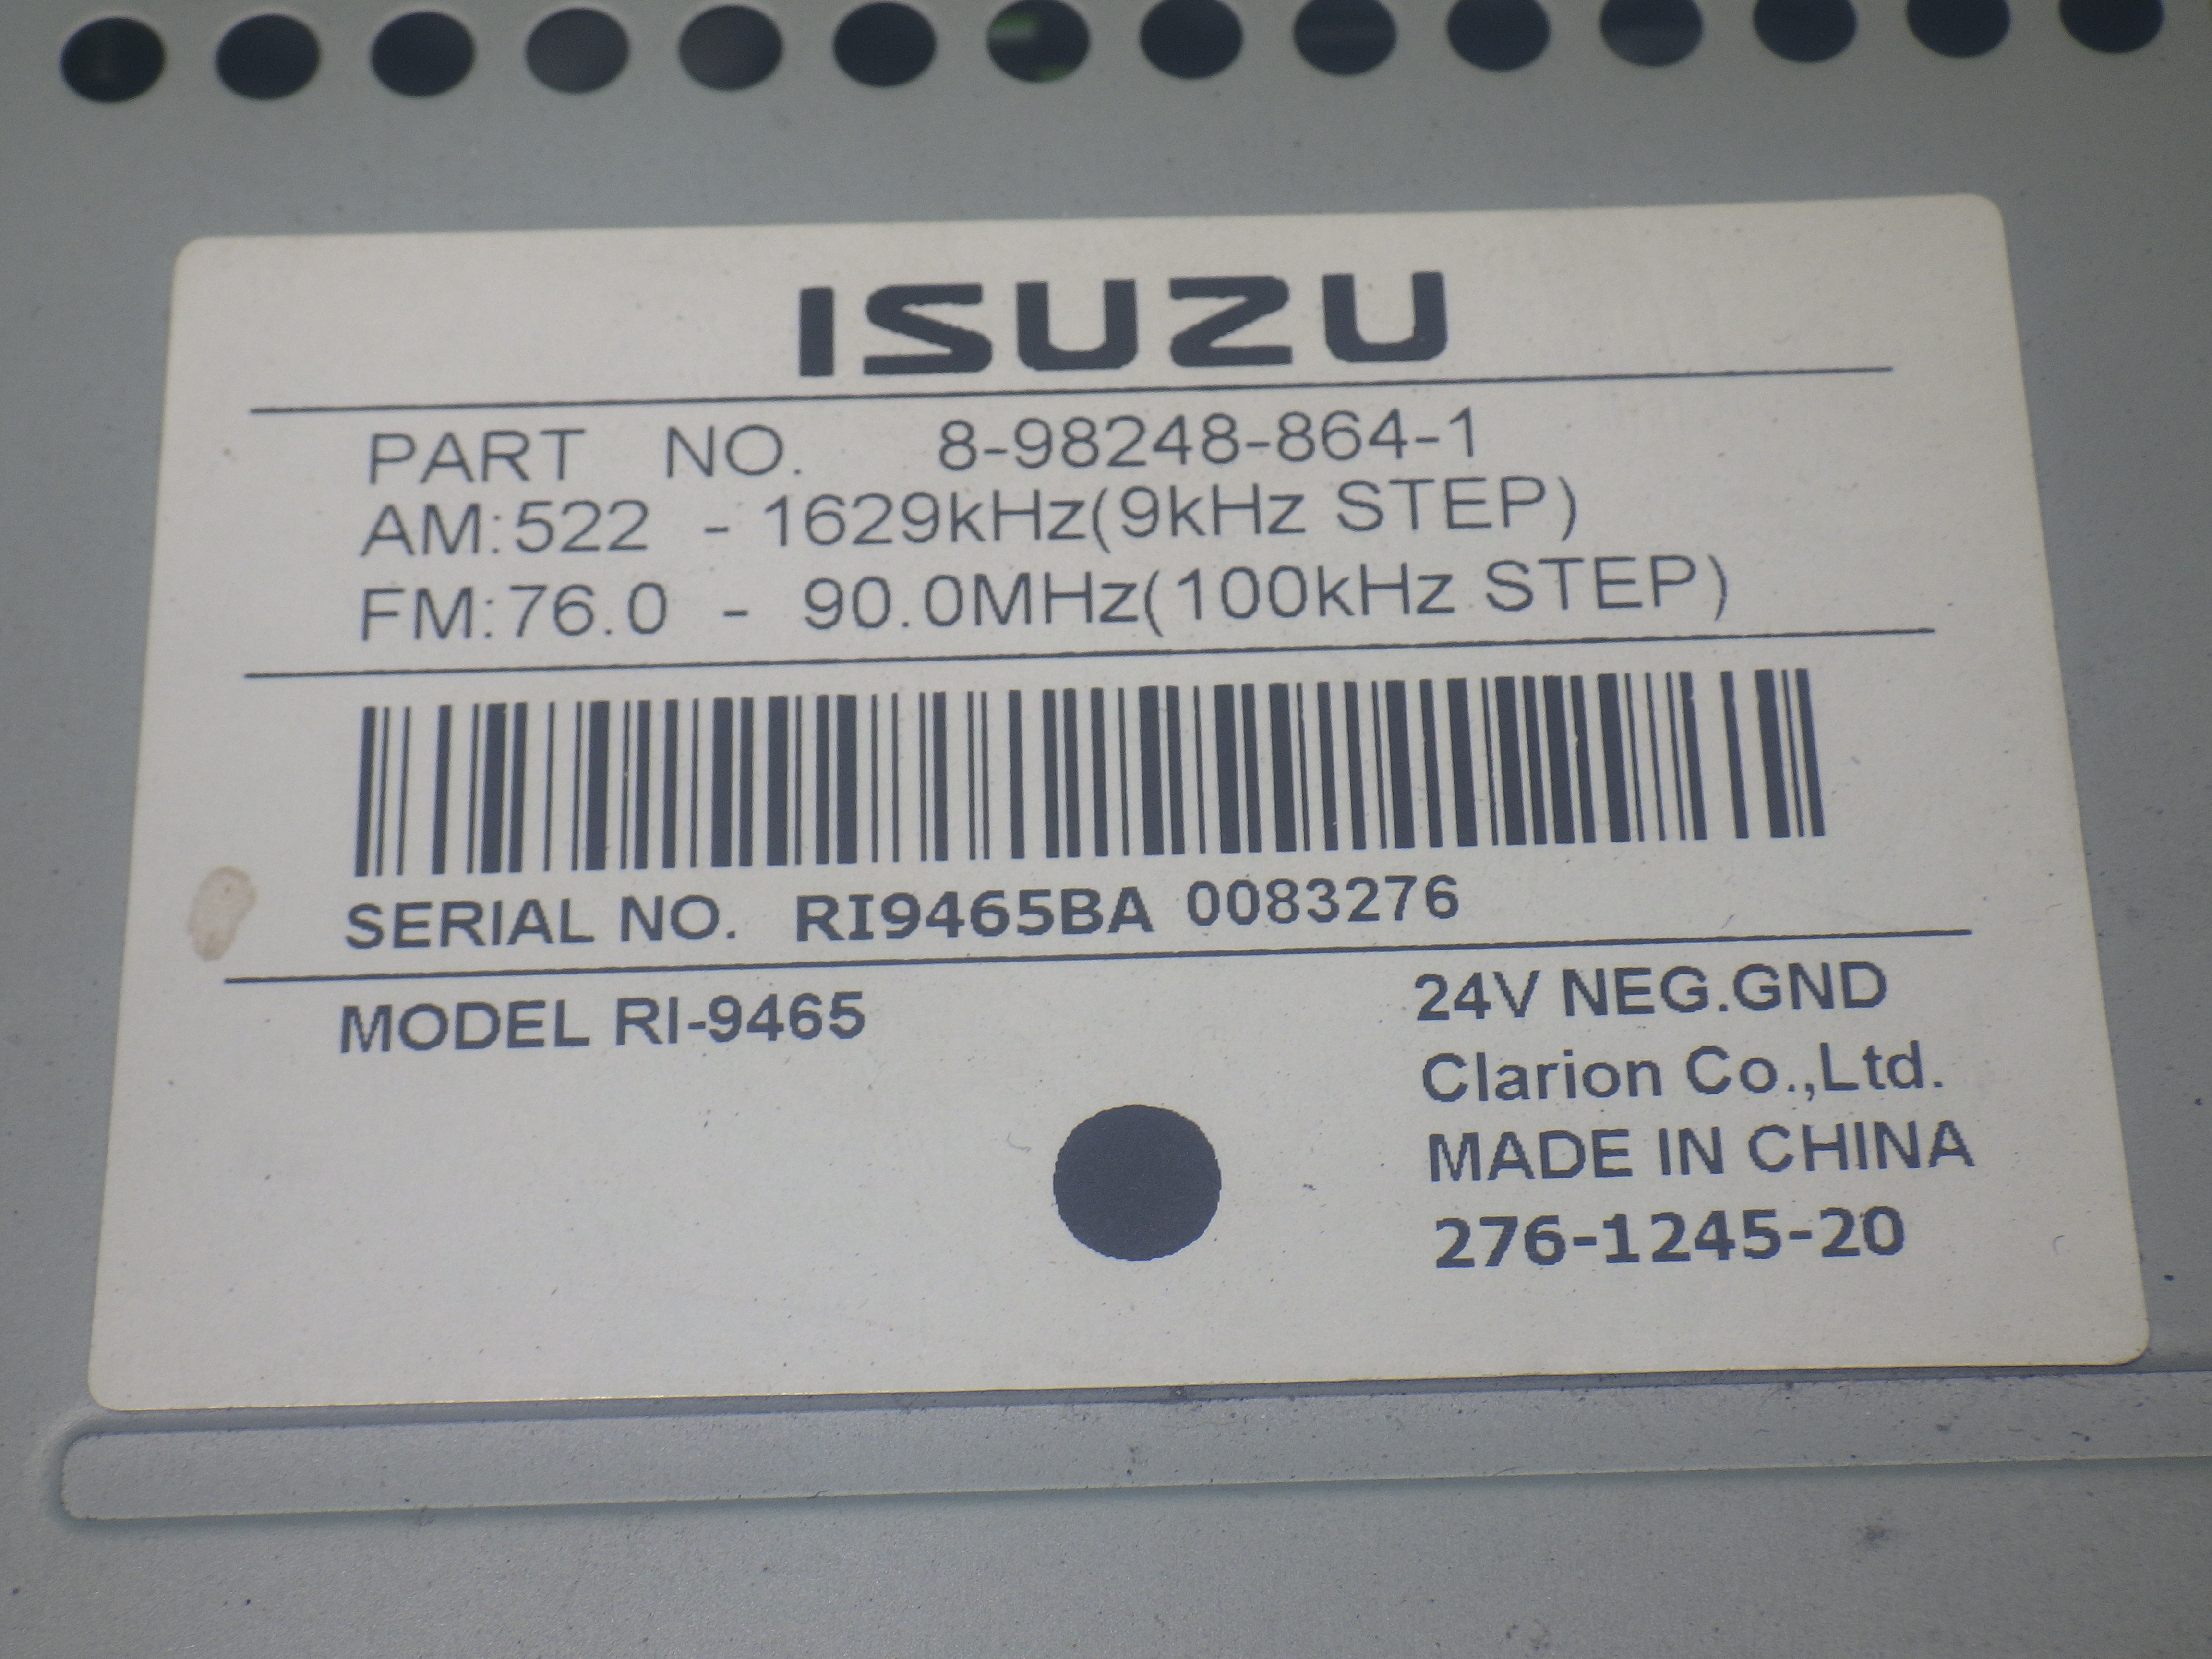 ISUZU
PART NO. 8-98248-864-1
AM:522 - 1629kHz(9kHz STEP)
FM:76.0 - 90.0MHz(100kHz STEP)
SERIAL NO. RI9465BA 0083276
MODEL RI-9465
24V NEG.GND
Clarion Co.,Ltd.
MADE IN CHINA
276-1245-20